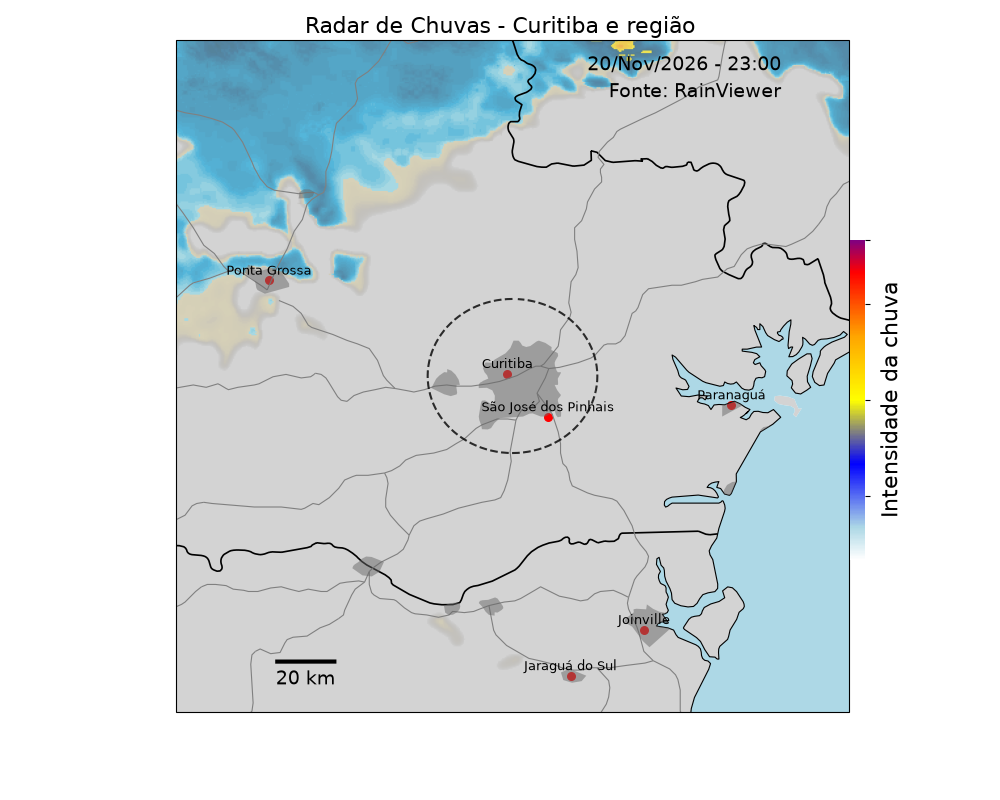 Radar de Chuvas - Curitiba e região
20/Nov/2026 - 23:00
Fonte: RainViewer
Ponta Grossa
Curitiba
São José dos Pinhais
Paranaguá
Intensidade da chuva
Joinville
Jaraguá do Sul
20 km